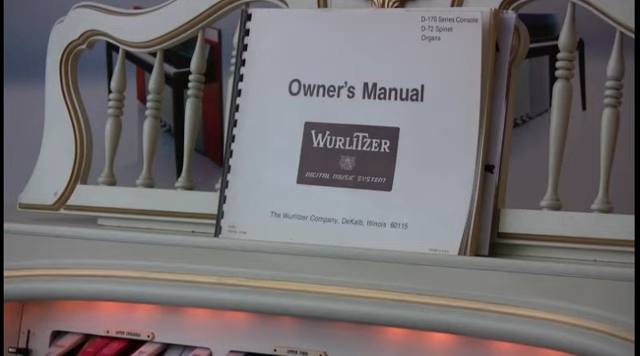 D-170 Series Console
D-72 Spinet
Organs
Owner's Manual
WURLITZER
DIGITAL MUSIC SYSTEM
The Wurlitzer Company, DeKalb, Illinois 60115